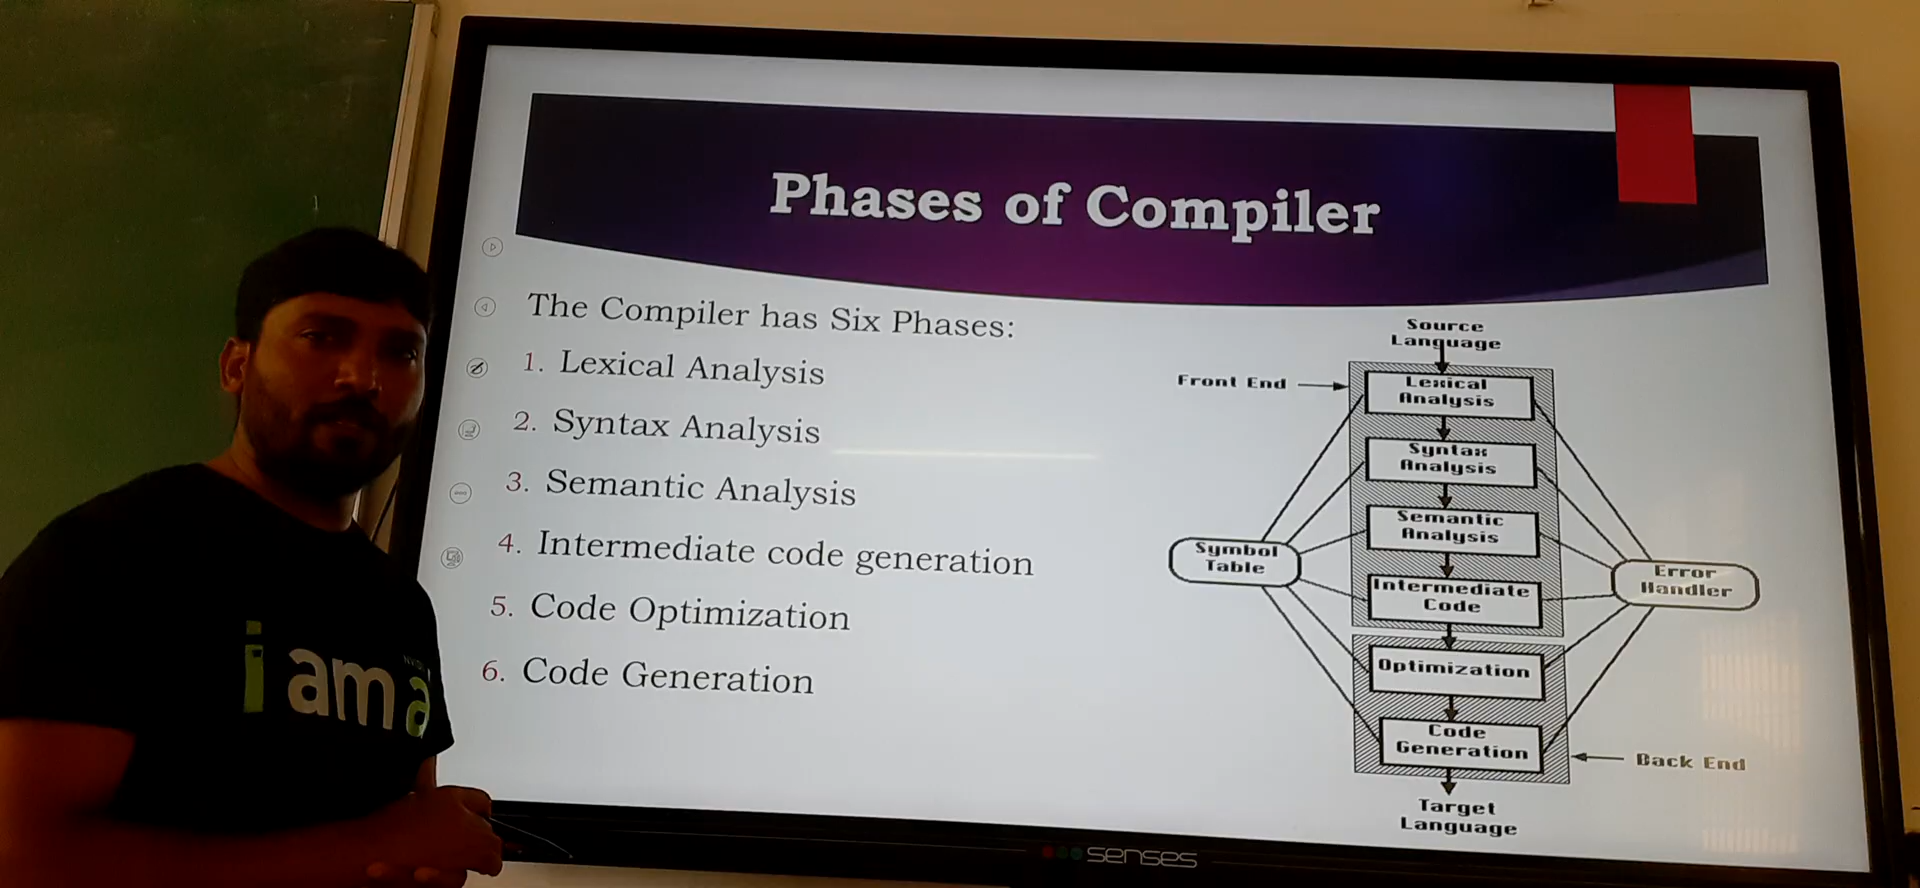 Phases of Compiler
The Compiler has Six Phases:
1. Lexical Analysis
2. Syntax Analysis
3. Semantic Analysis
4. Intermediate code generation
5. Code Optimization
6. Code Generation
Source
Language
Front End
Lexical
Analysis
Syntax
Analysis
Semantic
Analysis
Symbol
Table
Error
Handler
Intermediate
Code
Optimization
Code
Generation
Back End
Target
Language
i am a
senses